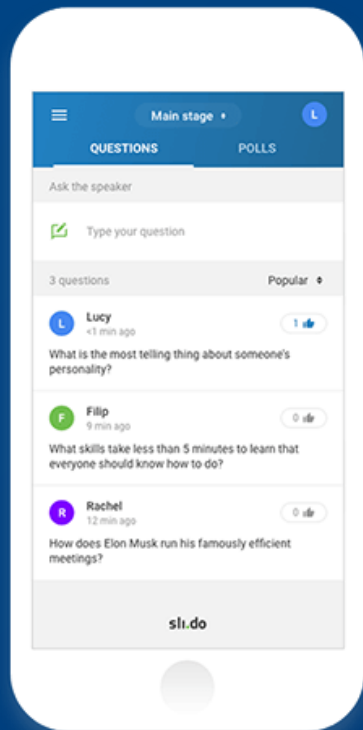 Main stage
L
QUESTIONS POLLS
Ask the speaker
Type your question
3 questions Popular
L Lucy 1
<1 min ago
What is the most telling thing about someone's
personality?
F Filip 0
9 min ago
What skills take less than 5 minutes to learn that
everyone should know how to do?
R Rachel 0
12 min ago
How does Elon Musk run his famously efficient
meetings?
sli.do